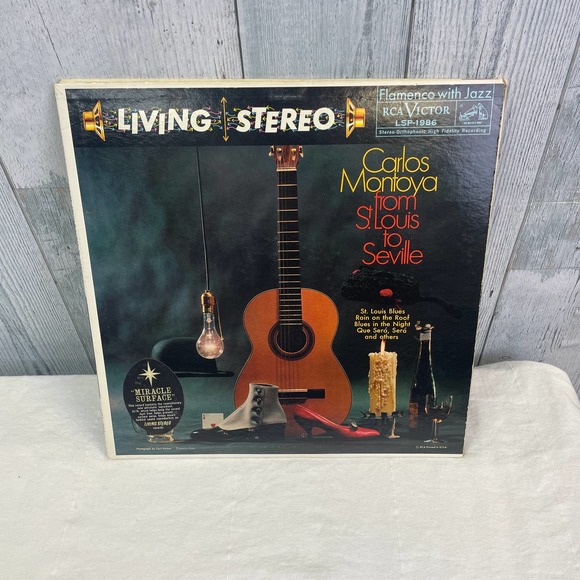 LIVING STEREO
Flamenco with Jazz
RCA VICTOR
LSP-1986
Stereo-Orthophonic High Fidelity Recording
Carlos
Montoya
from
St. Louis
to
Seville
St. Louis Blues
Rain on the Roof
Blues in the Night
Que Será, Será
and others
"MIRACLE
SURFACE"
LIVING STEREO